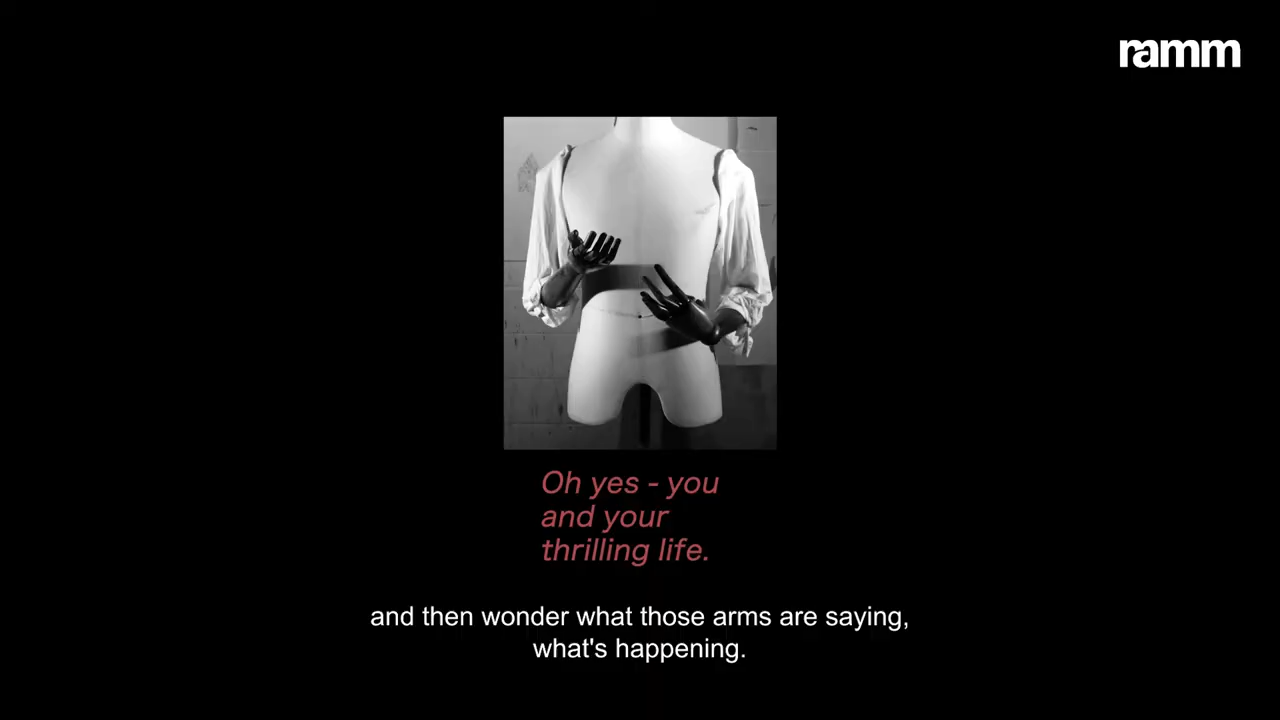 ramm
Oh yes - you
and your
thrilling life.
and then wonder what those arms are saying,
what's happening.